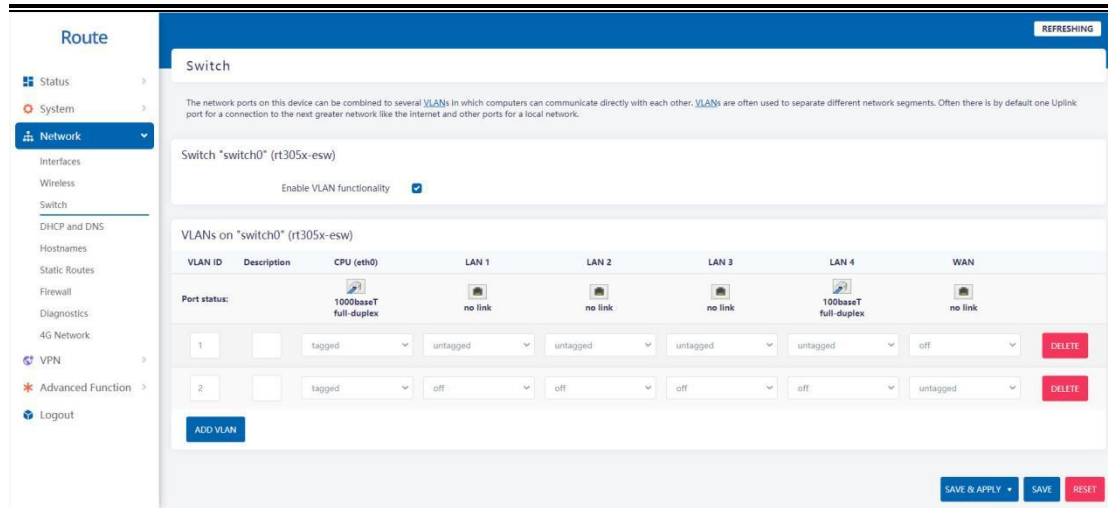 Route
REFRESHING
Status
System
Network
Interfaces
Wireless
Switch
DHCP and DNS
Hostnames
Static Routes
Firewall
Diagnostics
4G Network
VPN
Advanced Function
Logout
Switch
The network ports on this device can be combined to several VLANs in which computers can communicate directly with each other. VLANs are often used to separate different network segments. Often there is by default one Uplink
port for a connection to the next greater network like the internet and other ports for a local network.
Switch "switch0" (rt305x-esw)
Enable VLAN functionality
VLANs on "switch0" (rt305x-esw)
VLAN ID Description CPU (eth0) LAN 1 LAN 2 LAN 3 LAN 4 WAN
Port status: 1000baseT full-duplex no link no link no link 100baseT full-duplex no link
1 tagged untagged untagged untagged untagged off DELETE
2 tagged off off off off untagged DELETE
ADD VLAN
SAVE & APPLY SAVE RESET